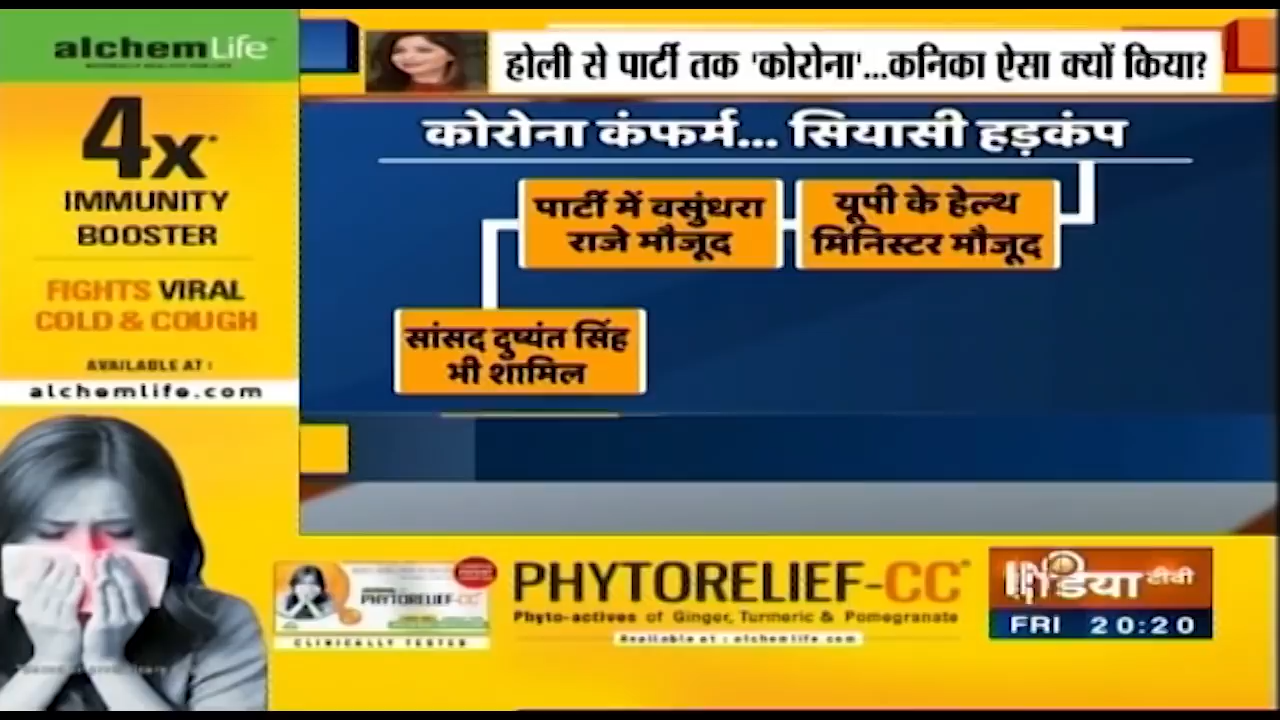 alchemLife
4x*
IMMUNITY
BOOSTER
FIGHTS VIRAL
COLD & COUGH
AVAILABLE AT :
alchemlife.com
होली से पार्टी तक 'कोरोना'...कनिका ऐसा क्यों किया?
कोरोना कंफर्म... सियासी हड़कंप
पार्टी में वसुंधरा
राजे मौजूद
यूपी के हेल्थ
मिनिस्टर मौजूद
सांसद दुष्यंत सिंह
भी शामिल
PHYTORELIEF-CC
CLINICALLY TESTED
PHYTORELIEF-CC
Phyto-actives of Ginger, Turmeric & Pomegranate
Available at : alchemlife.com
इंडिया टीवी
FRI 20:20